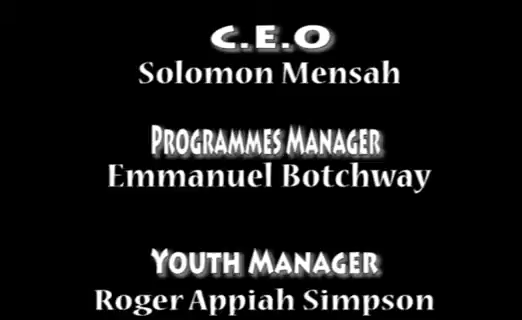 C.E.O
Solomon Mensah
PROGRAMMES MANAGER
Emmanuel Botchway
YOUTH MANAGER
Roger Appiah Simpson